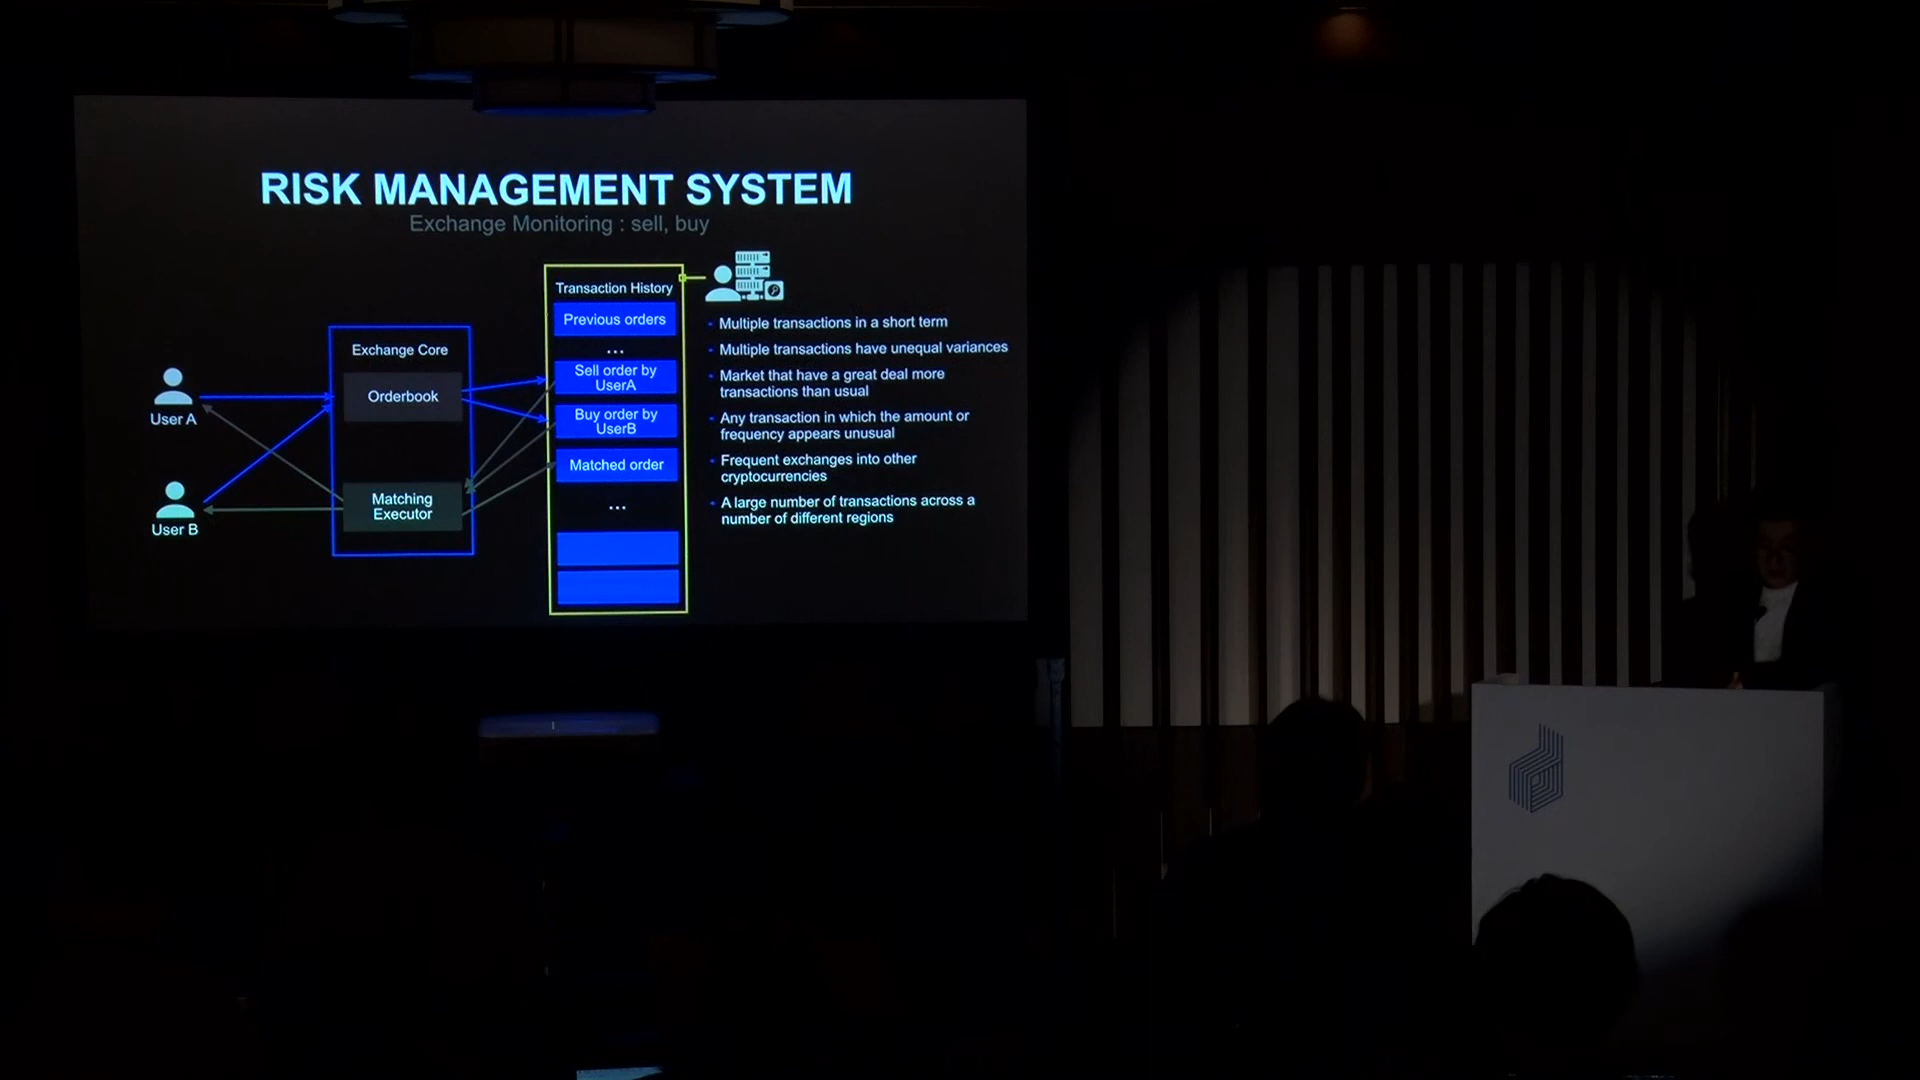 RISK MANAGEMENT SYSTEM
Exchange Monitoring : sell, buy
User A
User B
Exchange Core
Orderbook
Matching
Executor
Transaction History
Previous orders
...
Sell order by
UserA
Buy order by
UserB
Matched order
...
- Multiple transactions in a short term
- Multiple transactions have unequal variances
- Market that have a great deal more
transactions than usual
- Any transaction in which the amount or
frequency appears unusual
- Frequent exchanges into other
cryptocurrencies
- A large number of transactions across a
number of different regions